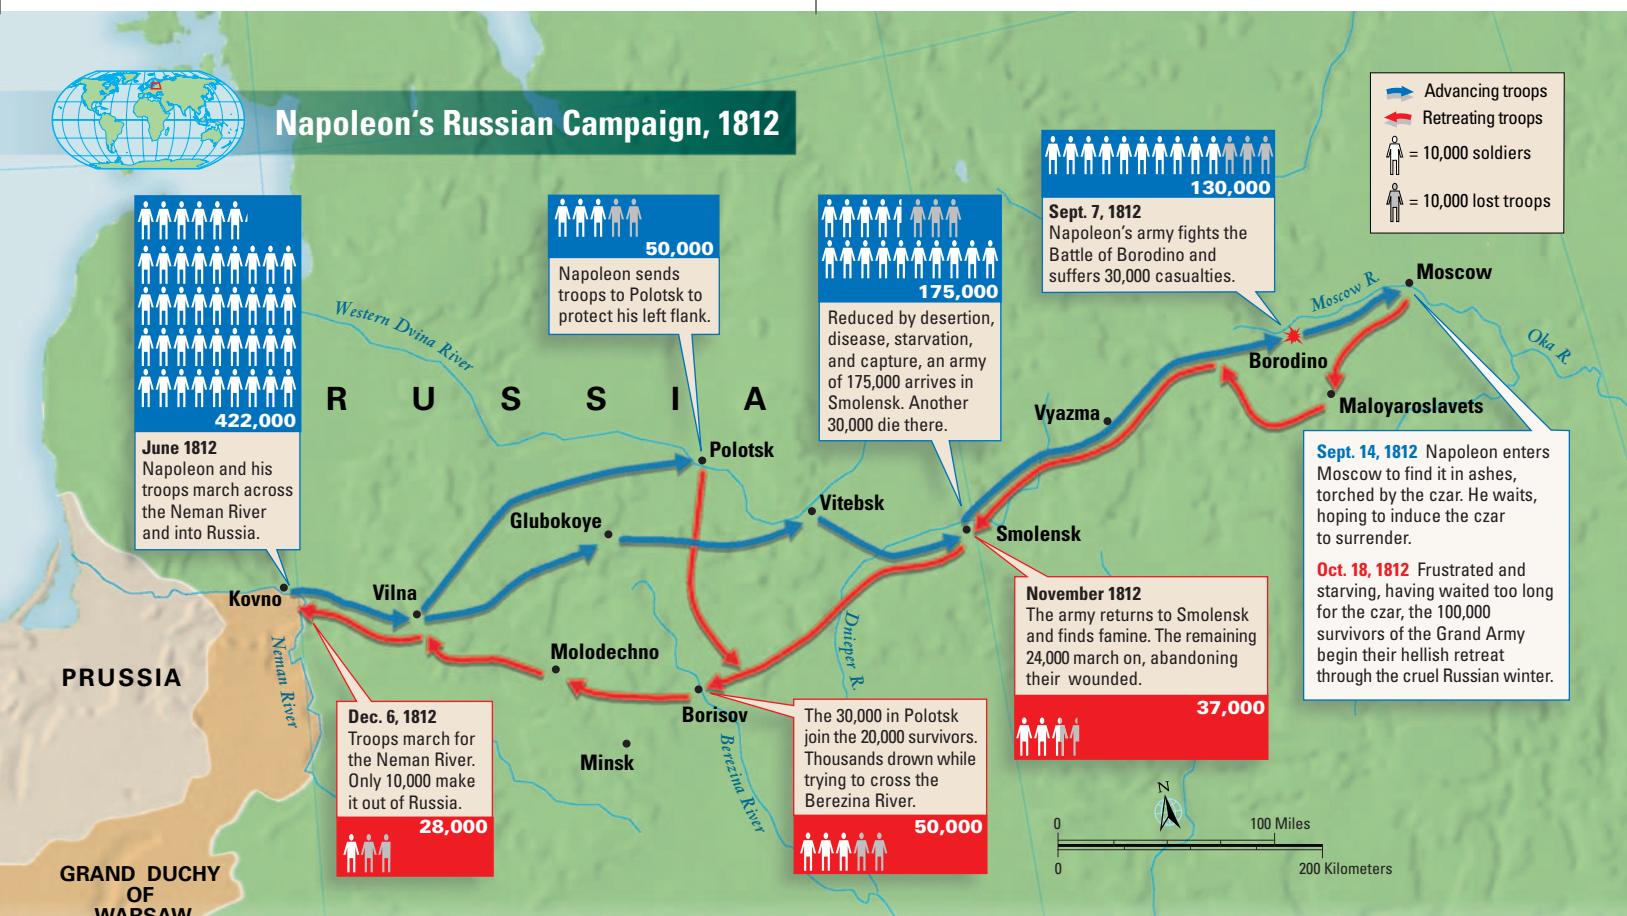 Napoleon‘s Russian Campaign, 1812
Advancing troops
Retreating troops
= 10,000 soldiers
= 10,000 lost troops
422,000
June 1812
Napoleon and his
troops march across
the Neman River
and into Russia.
50,000
Napoleon sends
troops to Polotsk to
protect his left flank.
175,000
Reduced by desertion,
disease, starvation,
and capture, an army
of 175,000 arrives in
Smolensk. Another
30,000 die there.
130,000
Sept. 7, 1812
Napoleon’s army fights the
Battle of Borodino and
suffers 30,000 casualties.
Moscow
Moscow R.
Oka R.
Borodino
Maloyaroslavets
Vyazma
Western Dvina River
RUSSIA
Polotsk
Vitebsk
Glubokoye
Smolensk
Kovno
Vilna
Molodechno
Borisov
Minsk
Neman River
Dnieper R.
Berezina River
PRUSSIA
GRAND DUCHY
OF
WARSAW
Sept. 14, 1812 Napoleon enters
Moscow to find it in ashes,
torched by the czar. He waits,
hoping to induce the czar
to surrender.
Oct. 18, 1812 Frustrated and
starving, having waited too long
for the czar, the 100,000
survivors of the Grand Army
begin their hellish retreat
through the cruel Russian winter.
November 1812
The army returns to Smolensk
and finds famine. The remaining
24,000 march on, abandoning
their wounded.
37,000
The 30,000 in Polotsk
join the 20,000 survivors.
Thousands drown while
trying to cross the
Berezina River.
50,000
Dec. 6, 1812
Troops march for
the Neman River.
Only 10,000 make
it out of Russia.
28,000
N
0
100 Miles
0
200 Kilometers